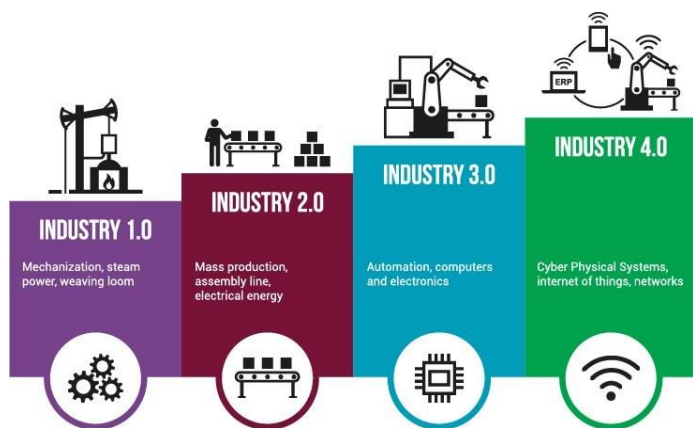 ERP
INDUSTRY 1.0
Mechanization, steam
power, weaving loom
INDUSTRY 2.0
Mass production,
assembly line,
electrical energy
INDUSTRY 3.0
Automation, computers
and electronics
INDUSTRY 4.0
Cyber Physical Systems,
internet of things, networks